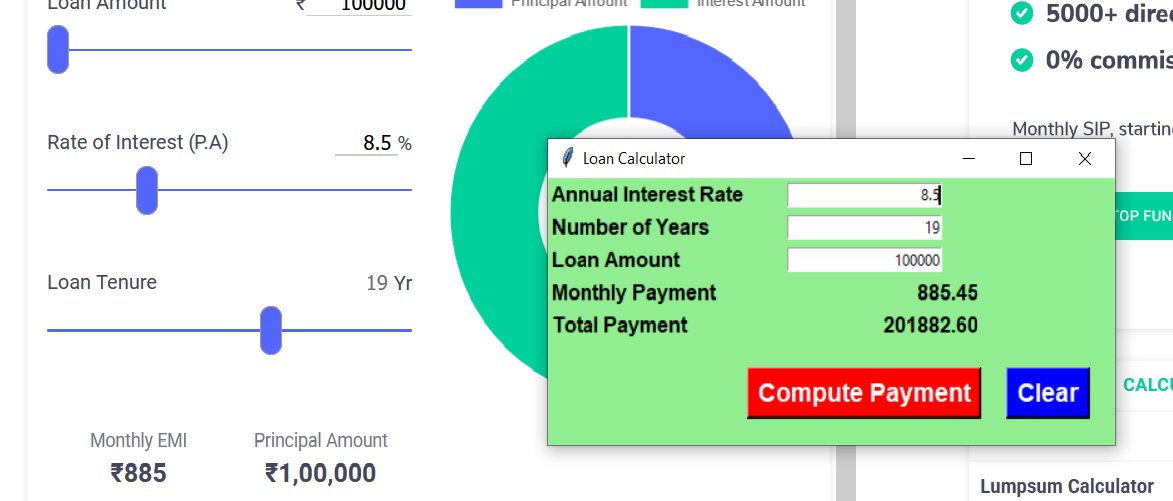 Loan Amount
₹ 100000
Principal Amount
Interest Amount
Rate of Interest (P.A)
8.5 %
Loan Tenure
19 Yr
Monthly EMI
₹885
Principal Amount
₹1,00,000
Loan Calculator
Annual Interest Rate
8.5
Number of Years
19
Loan Amount
100000
Monthly Payment
885.45
Total Payment
201882.60
Compute Payment
Clear
5000+ direc
0% commis
Monthly SIP, startin
TOP FUN
CALCU
Lumpsum Calculator